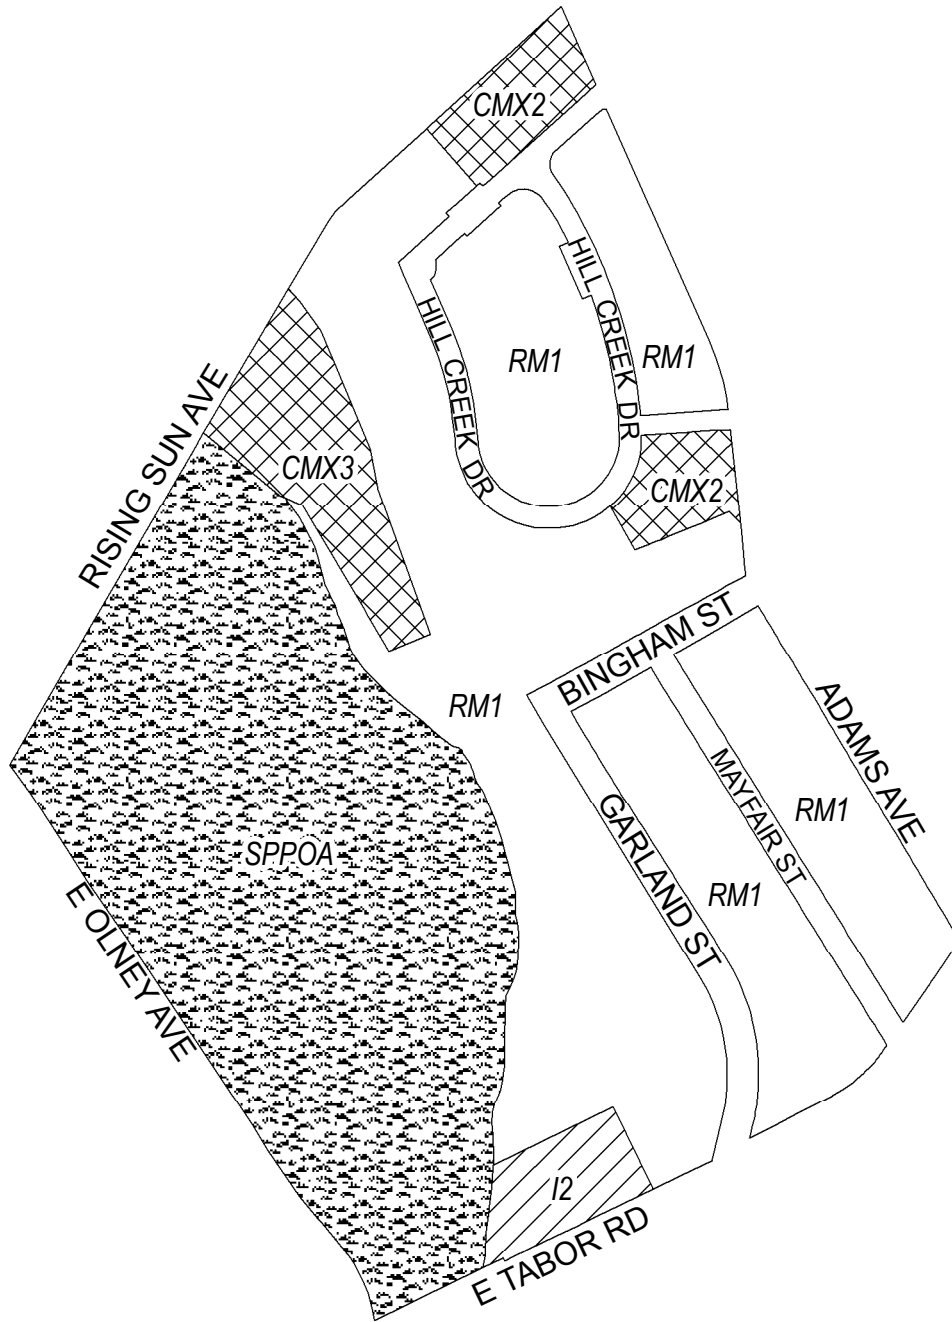 CMX2
HILL CREEK DR
HILL CREEK DR
RM1
RM1
RISING SUN AVE
CMX3
CMX2
BINGHAM ST
RM1
ADAMS AVE
MAYFAIR ST
RM1
GARLAND ST
SPPOA
RM1
E OLNEY AVE
I2
E TABOR RD